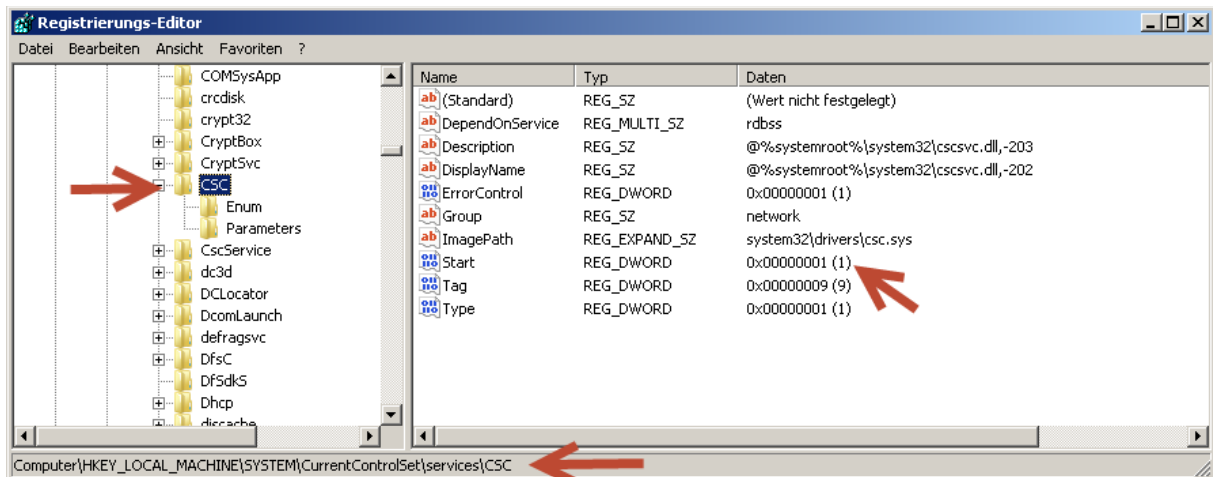 Registrierungs-Editor
Datei Bearbeiten Ansicht Favoriten ?
COMSysApp
crcdisk
crypt32
CryptBox
CryptSvc
CSC
Enum
Parameters
CscService
dc3d
DCLocator
DcomLaunch
defragsvc
DfsC
DfSdkS
Dhcp
discache
Name Typ Daten
(Standard) REG_SZ (Wert nicht festgelegt)
DependOnService REG_MULTI_SZ rdbss
Description REG_SZ @%systemroot%\system32\cscsvc.dll,-203
DisplayName REG_SZ @%systemroot%\system32\cscsvc.dll,-202
ErrorControl REG_DWORD 0x00000001 (1)
Group REG_SZ network
ImagePath REG_EXPAND_SZ system32\drivers\csc.sys
Start REG_DWORD 0x00000001 (1)
Tag REG_DWORD 0x00000009 (9)
Type REG_DWORD 0x00000001 (1)
Computer\HKEY_LOCAL_MACHINE\SYSTEM\CurrentControlSet\services\CSC